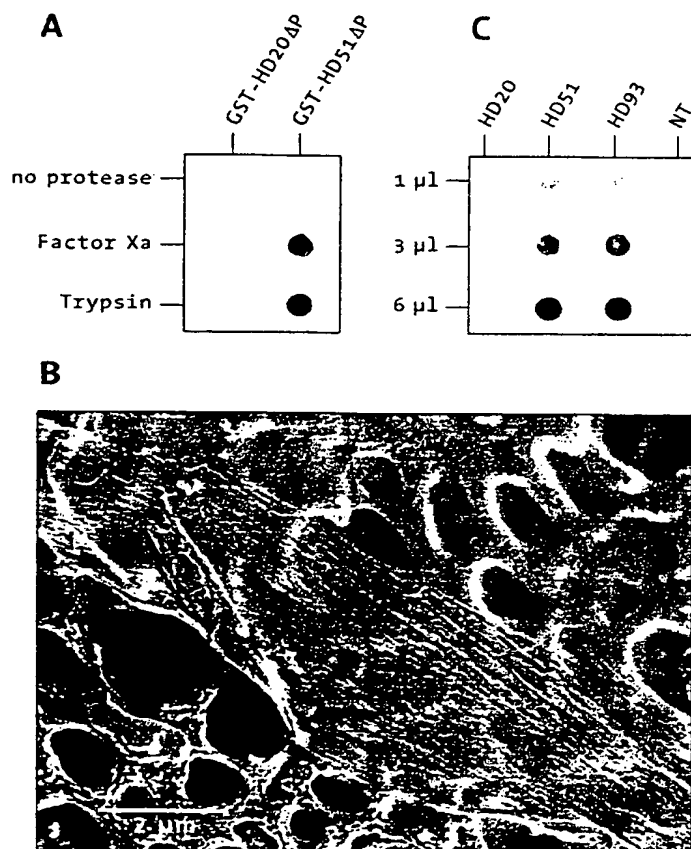 A
GST-HD20ΔP
GST-HD51ΔP
no protease
Factor Xa
Trypsin
C
HD20
HD51
HD93
NT
1 µl
3 µl
6 µl
B